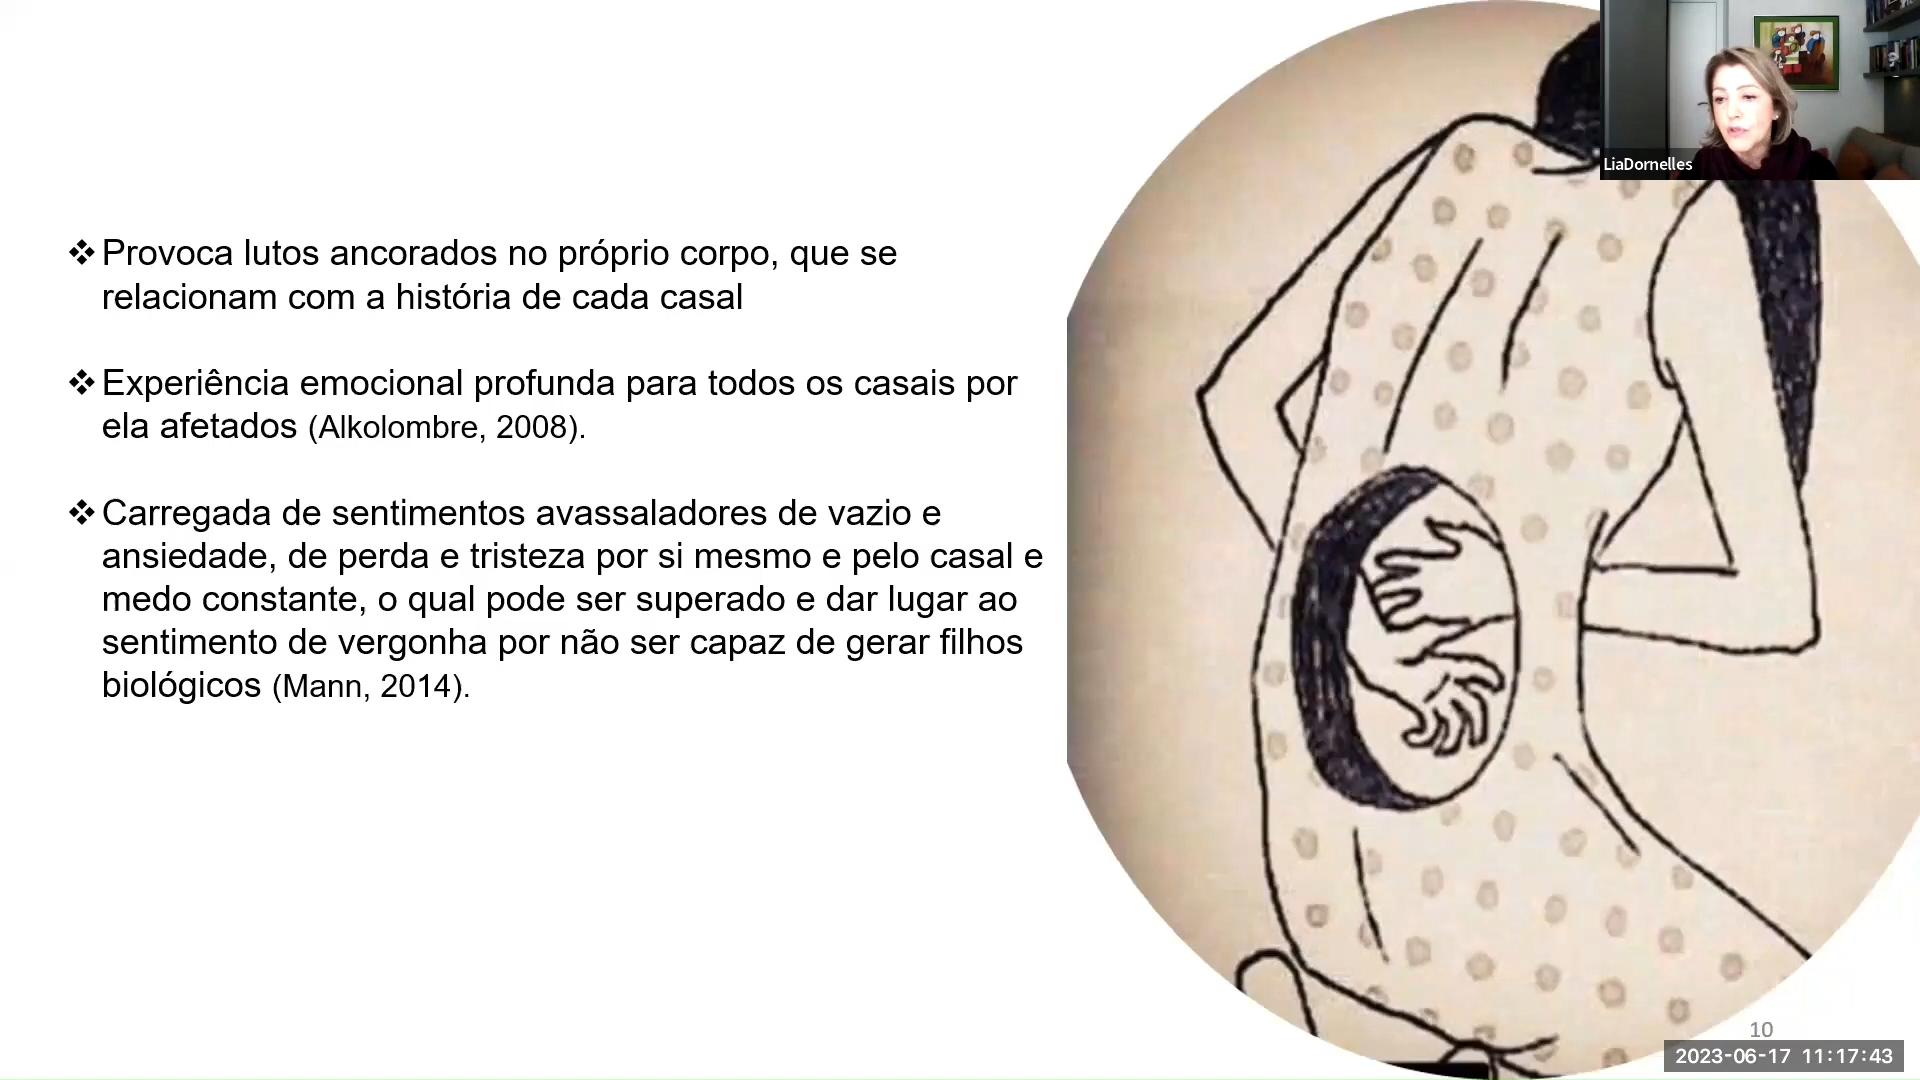 LiaDornelles
❖ Provoca lutos ancorados no próprio corpo, que se
relacionam com a história de cada casal
❖ Experiência emocional profunda para todos os casais por
ela afetados (Alkolombre, 2008).
❖ Carregada de sentimentos avassaladores de vazio e
ansiedade, de perda e tristeza por si mesmo e pelo casal e
medo constante, o qual pode ser superado e dar lugar ao
sentimento de vergonha por não ser capaz de gerar filhos
biológicos (Mann, 2014).
10
2023-06-17 11:17:43